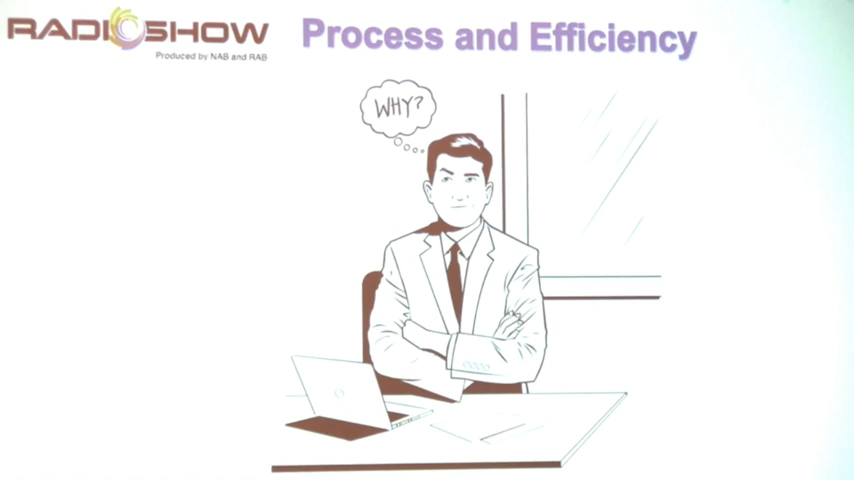 RADIOSHOW
Produced by NAB and RAB
Process and Efficiency
WHY?